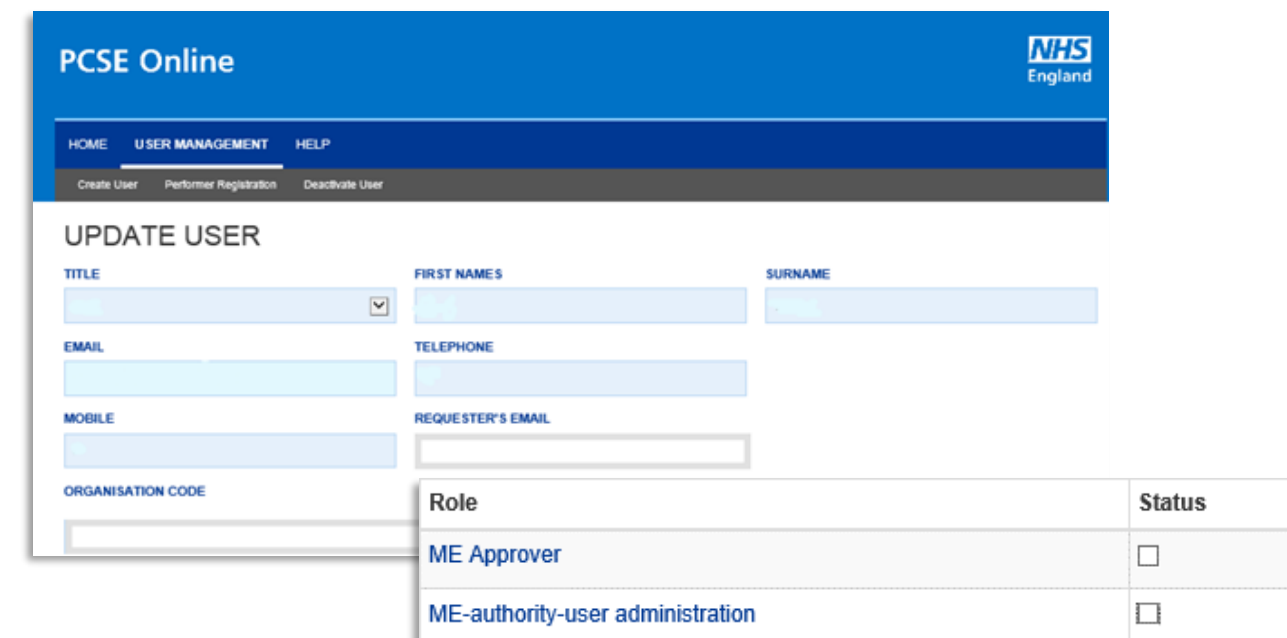 PCSE Online
NHS
England
HOME USER MANAGEMENT HELP
Create User Performer Registration Deactivate User
UPDATE USER
TITLE FIRST NAMES SURNAME
EMAIL TELEPHONE
MOBILE REQUESTER'S EMAIL
ORGANISATION CODE
Role Status
ME Approver
ME-authority-user administration